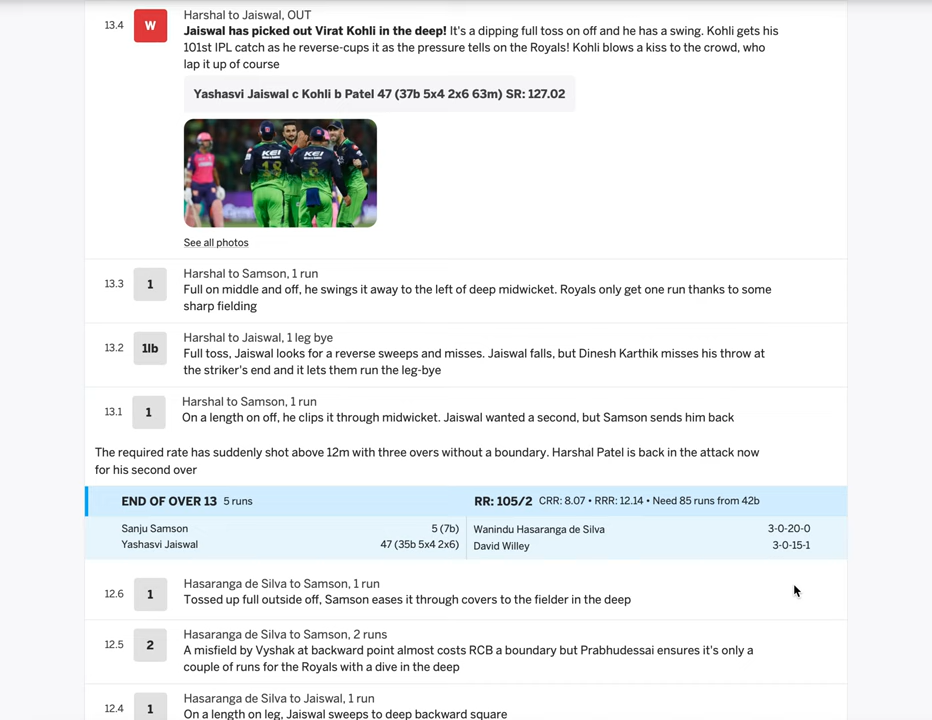 Harshal to Jaiswal, OUT
13.4
W
Jaiswal has picked out Virat Kohli in the deep! It's a dipping full toss on off and he has a swing. Kohli gets his
101st IPL catch as he reverse-cups it as the pressure tells on the Royals! Kohli blows a kiss to the crowd, who
lap it up of course
Yashasvi Jaiswal c Kohli b Patel 47 (37b 5x4 2x6 63m) SR: 127.02
KEI
18
KEI
See all photos
Harshal to Samson, 1 run
13.3
1
Full on middle and off, he swings it away to the left of deep midwicket. Royals only get one run thanks to some
sharp fielding
Harshal to Jaiswal, 1 leg bye
13.2
1lb
Full toss, Jaiswal looks for a reverse sweeps and misses. Jaiswal falls, but Dinesh Karthik misses his throw at
the striker's end and it lets them run the leg-bye
Harshal to Samson, 1 run
13.1
1
On a length on off, he clips it through midwicket. Jaiswal wanted a second, but Samson sends him back
The required rate has suddenly shot above 12m with three overs without a boundary. Harshal Patel is back in the attack now
for his second over
END OF OVER 13 5 runs
RR: 105/2 CRR: 8.07 • RRR: 12.14 • Need 85 runs from 42b
Sanju Samson 5 (7b)
Wanindu Hasaranga de Silva 3-0-20-0
Yashasvi Jaiswal 47 (35b 5x4 2x6)
David Willey 3-0-15-1
Hasaranga de Silva to Samson, 1 run
12.6
1
Tossed up full outside off, Samson eases it through covers to the fielder in the deep
Hasaranga de Silva to Samson, 2 runs
12.5
2
A misfield by Vyshak at backward point almost costs RCB a boundary but Prabhudessai ensures it's only a
couple of runs for the Royals with a dive in the deep
Hasaranga de Silva to Jaiswal, 1 run
12.4
1
On a length on leg, Jaiswal sweeps to deep backward square